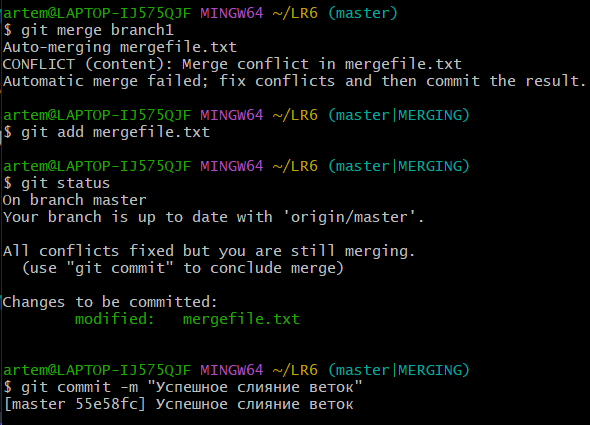 artem@LAPTOP-IJ575QJF MINGW64 ~/LR6 (master)
$ git merge branch1
Auto-merging mergefile.txt
CONFLICT (content): Merge conflict in mergefile.txt
Automatic merge failed; fix conflicts and then commit the result.
artem@LAPTOP-IJ575QJF MINGW64 ~/LR6 (master|MERGING)
$ git add mergefile.txt
artem@LAPTOP-IJ575QJF MINGW64 ~/LR6 (master|MERGING)
$ git status
On branch master
Your branch is up to date with 'origin/master'.
All conflicts fixed but you are still merging.
(use "git commit" to conclude merge)
Changes to be committed:
modified: mergefile.txt
artem@LAPTOP-IJ575QJF MINGW64 ~/LR6 (master|MERGING)
$ git commit -m "Успешное слияние веток"
[master 55e58fc] Успешное слияние веток